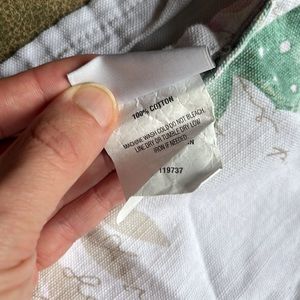 100% COTTON
MACHINE WASH COLD DO NOT BLEACH.
LINE DRY OR TUMBLE DRY LOW
IRON IF NEEDED
119737